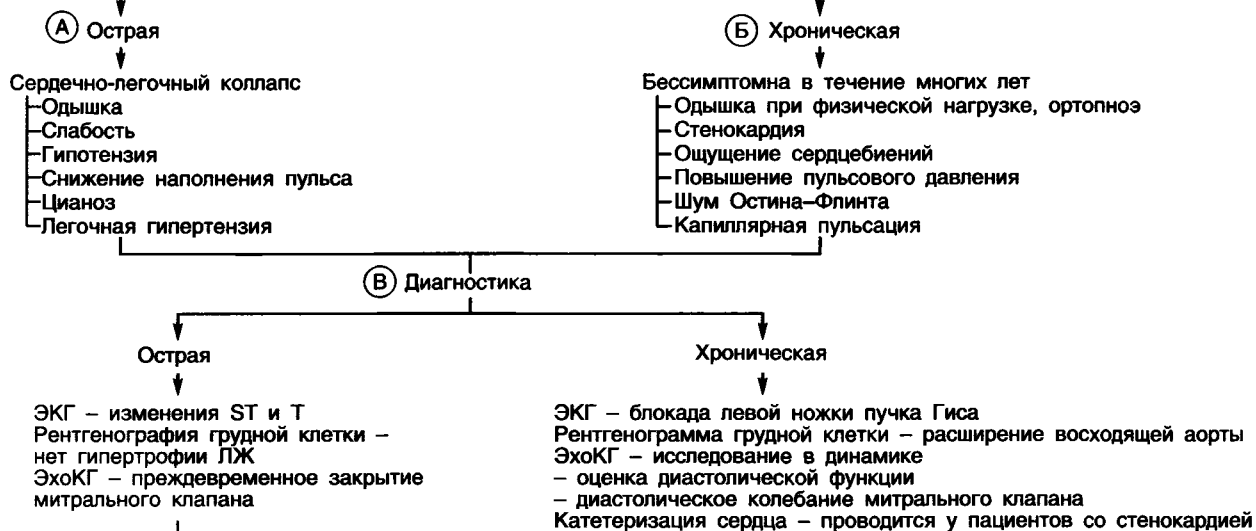 А Острая
Сердечно-легочный коллапс
Одышка
Слабость
Гипотензия
Снижение наполнения пульса
Цианоз
Легочная гипертензия
Б Хроническая
Бессимптомна в течение многих лет
Одышка при физической нагрузке, ортопноэ
Стенокардия
Ощущение сердцебиений
Повышение пульсового давления
Шум Остина–Флинта
Капиллярная пульсация
В Диагностика
Острая
ЭКГ – изменения ST и T
Рентгенография грудной клетки –
нет гипертрофии ЛЖ
ЭхоКГ – преждевременное закрытие
митрального клапана
Хроническая
ЭКГ – блокада левой ножки пучка Гиса
Рентгенограмма грудной клетки – расширение восходящей аорты
ЭхоКГ – исследование в динамике
– оценка диастолической функции
– диастолическое колебание митрального клапана
Катетеризация сердца – проводится у пациентов со стенокардией